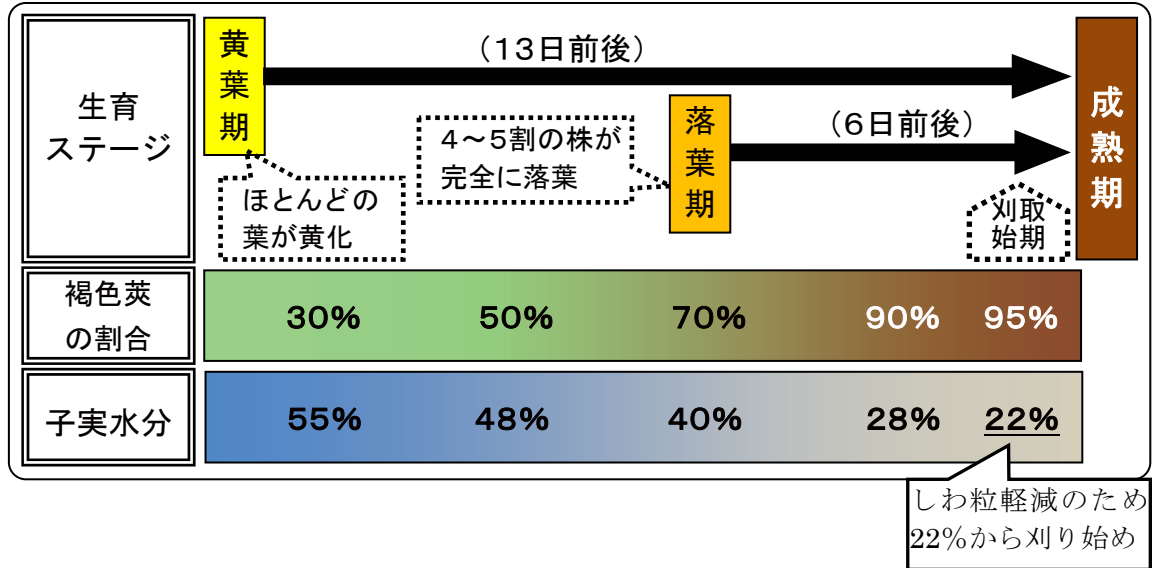 生育
ステージ
黄葉期
(13日前後)
ほとんどの
葉が黄化
4~5割の株が
完全に落葉
落葉期
(6日前後)
刈取
始期
成熟期
褐色莢
の割合
30% 50% 70% 90% 95%
子実水分
55% 48% 40% 28% 22%
しわ粒軽減のため
22%から刈り始め